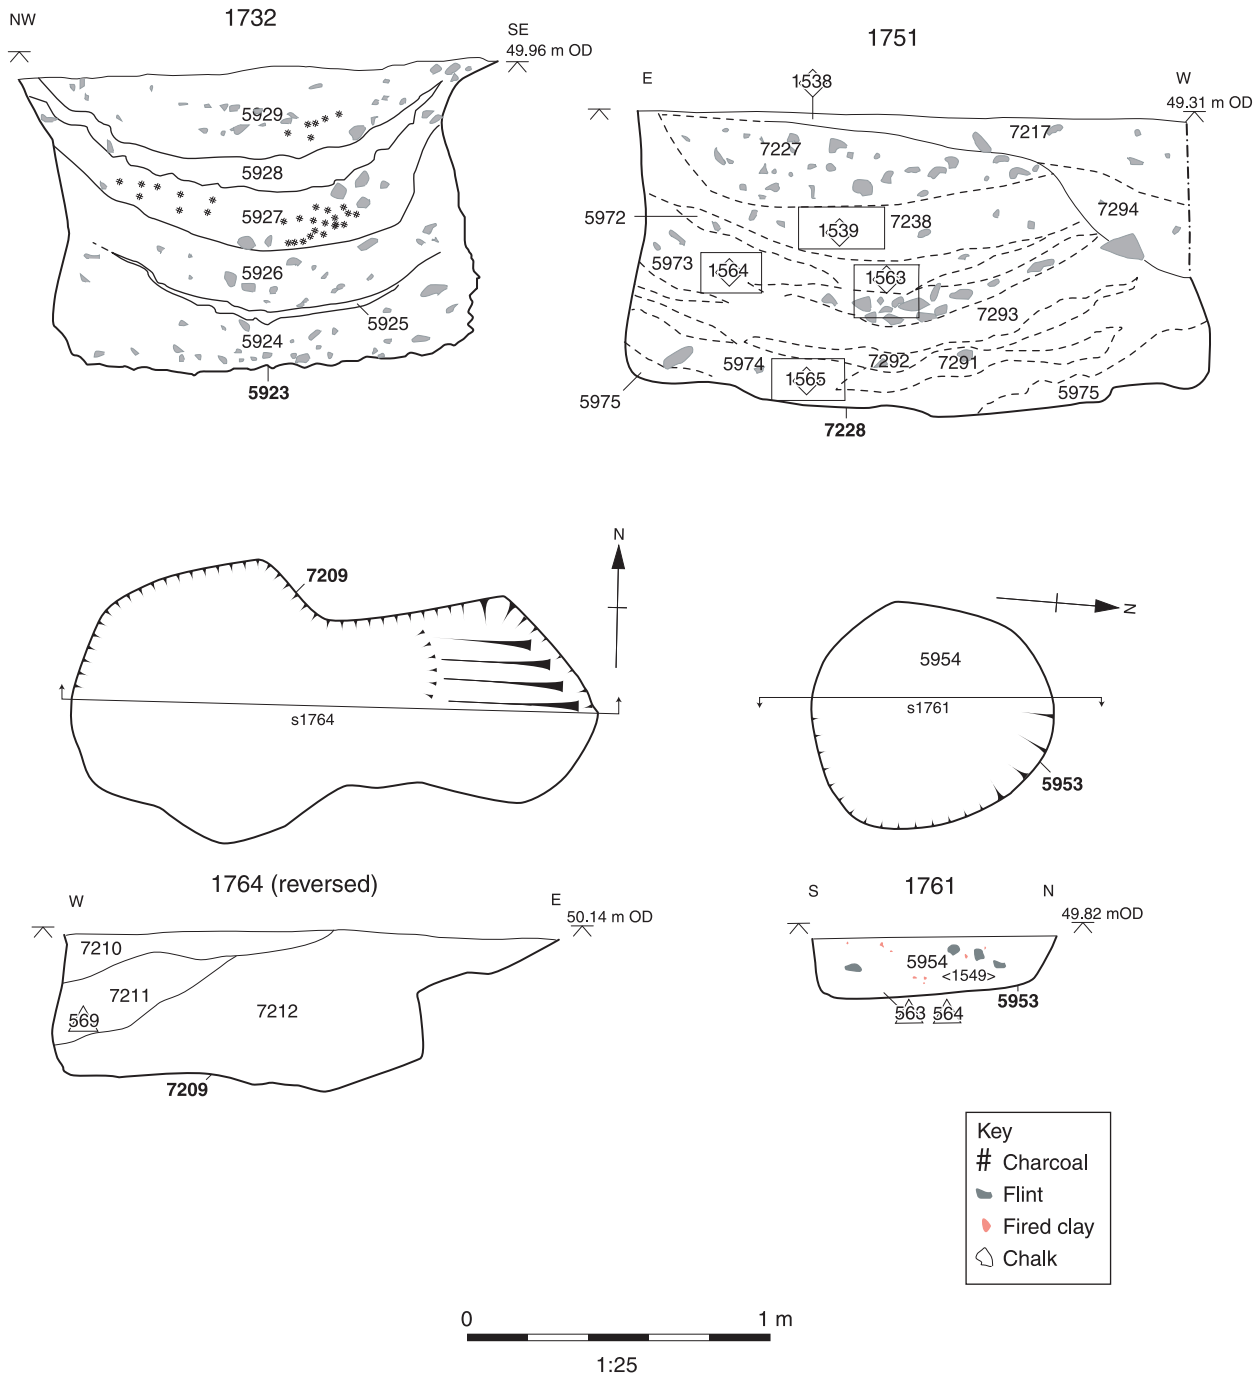 1732
NW
SE
49.96 m OD
5929
5928
5927
5926
5925
5924
5923
1751
E
W
49.31 m OD
1538
7217
7227
5972
7238
7294
1539
5973
1564
1563
7293
5974
7292
7291
1565
5975
5975
7228
7209
N
s1764
5954
N
s1761
5953
1764 (reversed)
W
E
50.14 m OD
7210
7211
569
7212
7209
1761
S
N
49.82 mOD
5954
<1549>
5953
563
564
Key
# Charcoal
Flint
Fired clay
Chalk
0
1 m
1:25